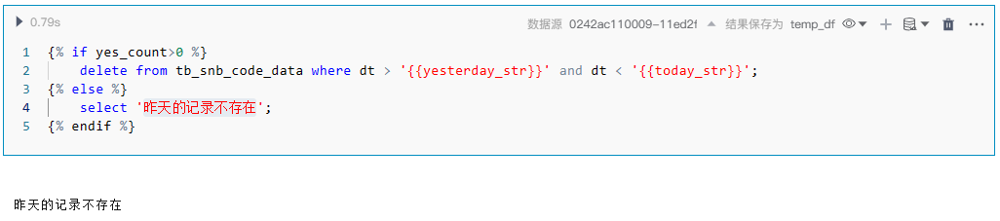 0.79s 数据源 0242ac110009-11ed2f 结果保存为 temp_df
1 {% if yes_count>0 %}
2 delete from tb_snb_code_data where dt > '{{yesterday_str}}' and dt < '{{today_str}}';
3 {% else %}
4 select '昨天的记录不存在';
5 {% endif %}
昨天的记录不存在